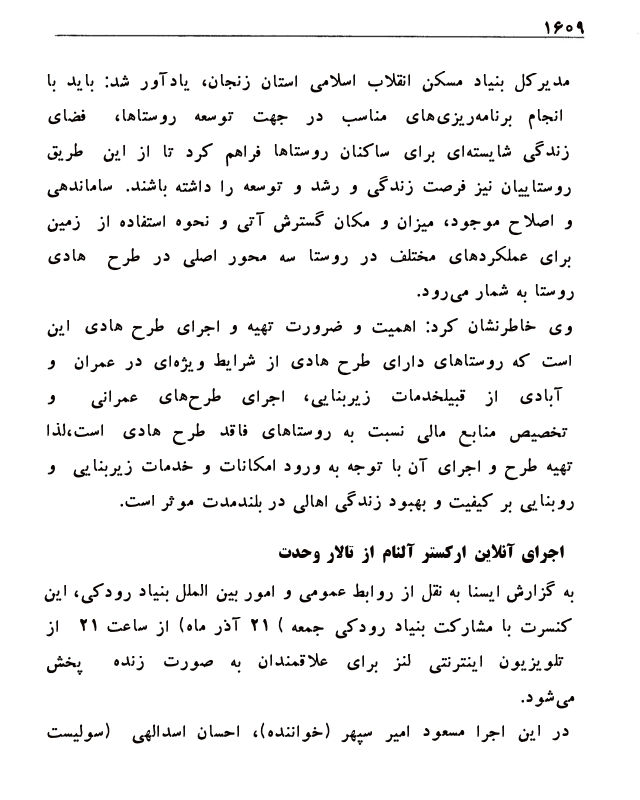 ۱۶۰۹
مدیرکل بنیاد مسکن انقلاب اسلامی استان زنجان، یادآور شد: باید با
انجام برنامه‌ریزی‌های مناسب در جهت توسعه روستاها، فضای
زندگی شایسته‌ای برای ساکنان روستاها فراهم کرد تا از این طریق
روستاییان نیز فرصت زندگی و رشد و توسعه را داشته باشند. ساماندهی
و اصلاح موجود، میزان و مکان گسترش آتی و نحوه استفاده از زمین
برای عملکردهای مختلف در روستا سه محور اصلی در طرح هادی
روستا به شمار می‌رود.
وی خاطرنشان کرد: اهمیت و ضرورت تهیه و اجرای طرح هادی این
است که روستاهای دارای طرح هادی از شرایط ویژه‌ای در عمران و
آبادی از قبیلخدمات زیربنایی، اجرای طرح‌های عمرانی و
تخصیص منابع مالی نسبت به روستاهای فاقد طرح هادی است،لذا
تهیه طرح و اجرای آن با توجه به ورود امکانات و خدمات زیربنایی و
روبنایی بر کیفیت و بهبود زندگی اهالی در بلندمدت موثر است.
اجرای آنلاین ارکستر آلنام از تالار وحدت
به گزارش ایسنا به نقل از روابط عمومی و امور بین الملل بنیاد رودکی، این
کنسرت با مشارکت بنیاد رودکی جمعه ) ۲۱ آذر ماه) از ساعت ۲۱ از
تلویزیون اینترنتی لنز برای علاقمندان به صورت زنده پخش
می‌شود.
در این اجرا مسعود امیر سپهر (خواننده)، احسان اسدالهی (سولیست